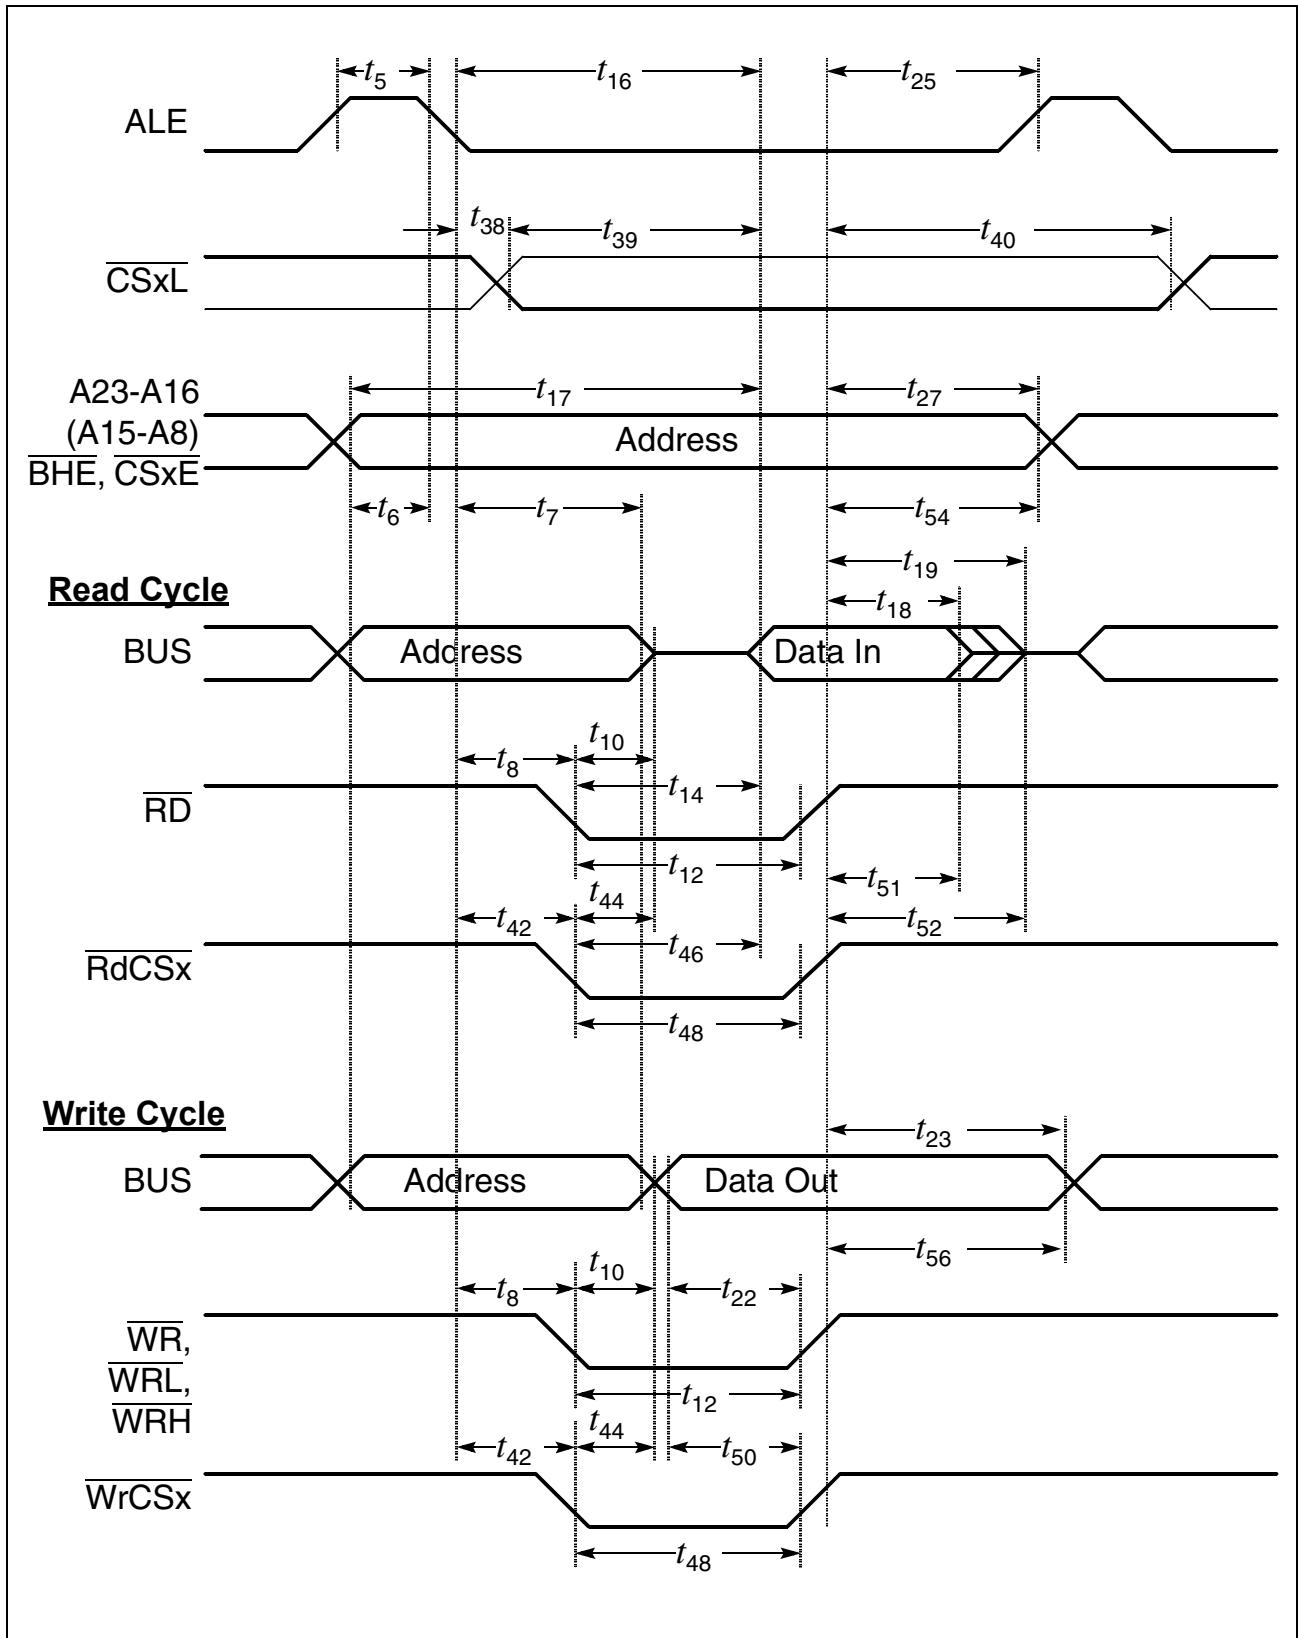 t5 t16 t25
ALE
t38 t39 t40
CSxL
A23-A16 t17 t27
(A15-A8) Address
BHE, CSxE
t6 t7 t54
t19
Read Cycle t18
BUS Address Data In
t10
t8
t14
RD
t12 t51
t44
t42 t52
t46
RdCSx
t48
Write Cycle
t23
BUS Address Data Out
t56
t10
t8 t22
WR,
WRL,
t12
WRH
t44
t42 t50
WrCSx
t48